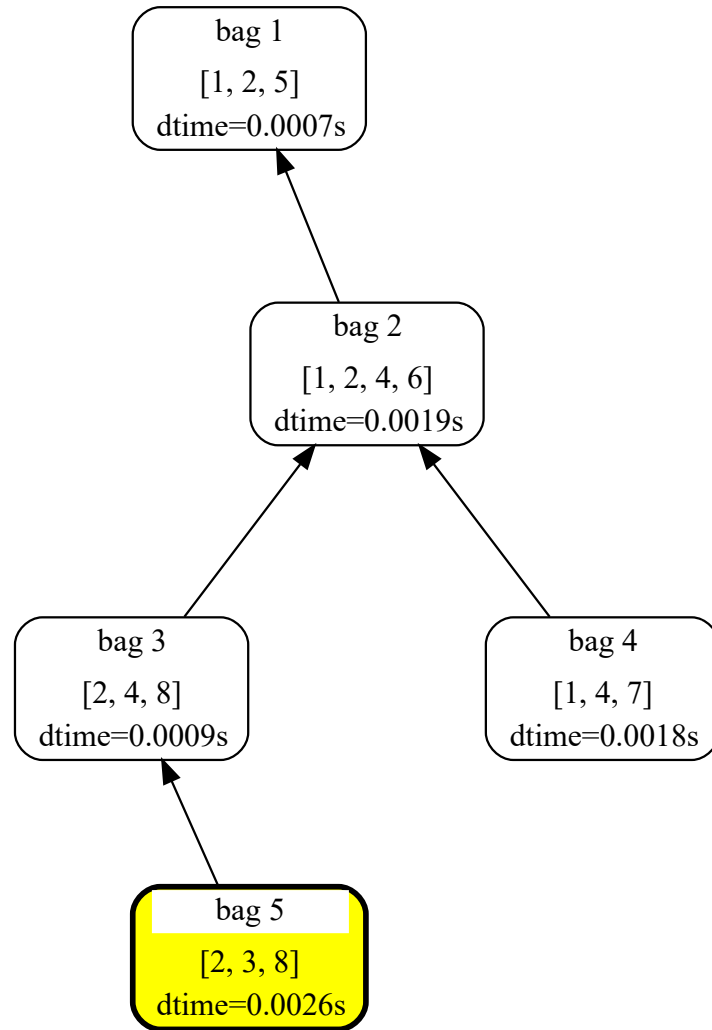 bag 1
[1, 2, 5]
dtime=0.0007s
bag 2
[1, 2, 4, 6]
dtime=0.0019s
bag 3
[2, 4, 8]
dtime=0.0009s
bag 4
[1, 4, 7]
dtime=0.0018s
bag 5
[2, 3, 8]
dtime=0.0026s